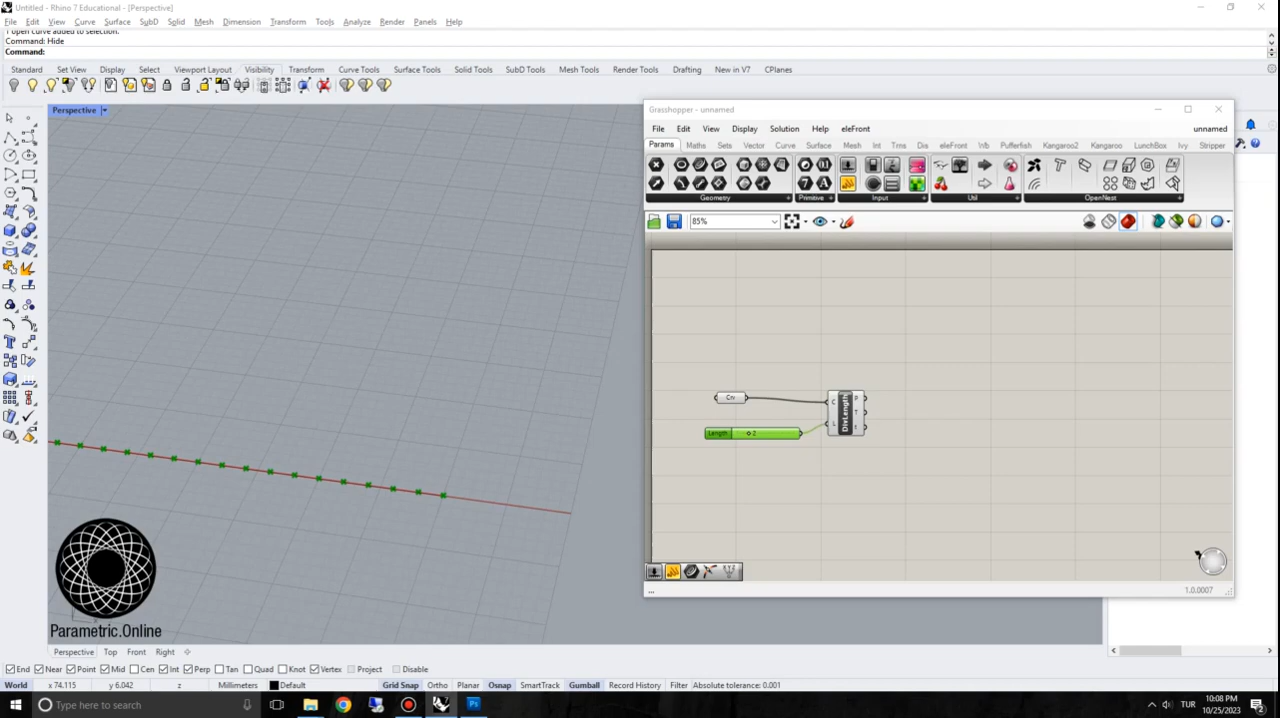 Untitled - Rhino 7 Educational - [Perspective]
File Edit View Curve Surface SubD Solid Mesh Dimension Transform Tools Analyze Render Panels Help
1 open curve added to selection.
Command: Hide
Command:
Standard Set View Display Select Viewport Layout Visibility Transform Curve Tools Surface Tools Solid Tools SubD Tools Mesh Tools Render Tools Drafting New in V7 CPlanes
Perspective
Grasshopper - unnamed
File Edit View Display Solution Help eleFront unnamed
Params Maths Sets Vector Curve Surface Mesh Int Trns Dis eleFront Wb Pufferfish Kangaroo2 Kangaroo LunchBox Ivy Stripper
Geometry Primitive Input Util OpenNest
85%
Crv
Length 2
C L DivLength P T t
1.0.0007
Parametric.Online
Perspective Top Front Right
End Near Point Mid Cen Int Perp Tan Quad Knot Vertex Project Disable
World x 74.115 y 6.042 z Millimeters Default Grid Snap Ortho Planar Osnap SmartTrack Gumball Record History Filter Absolute tolerance: 0.001
Type here to search
TUR
10:08 PM
10/25/2023